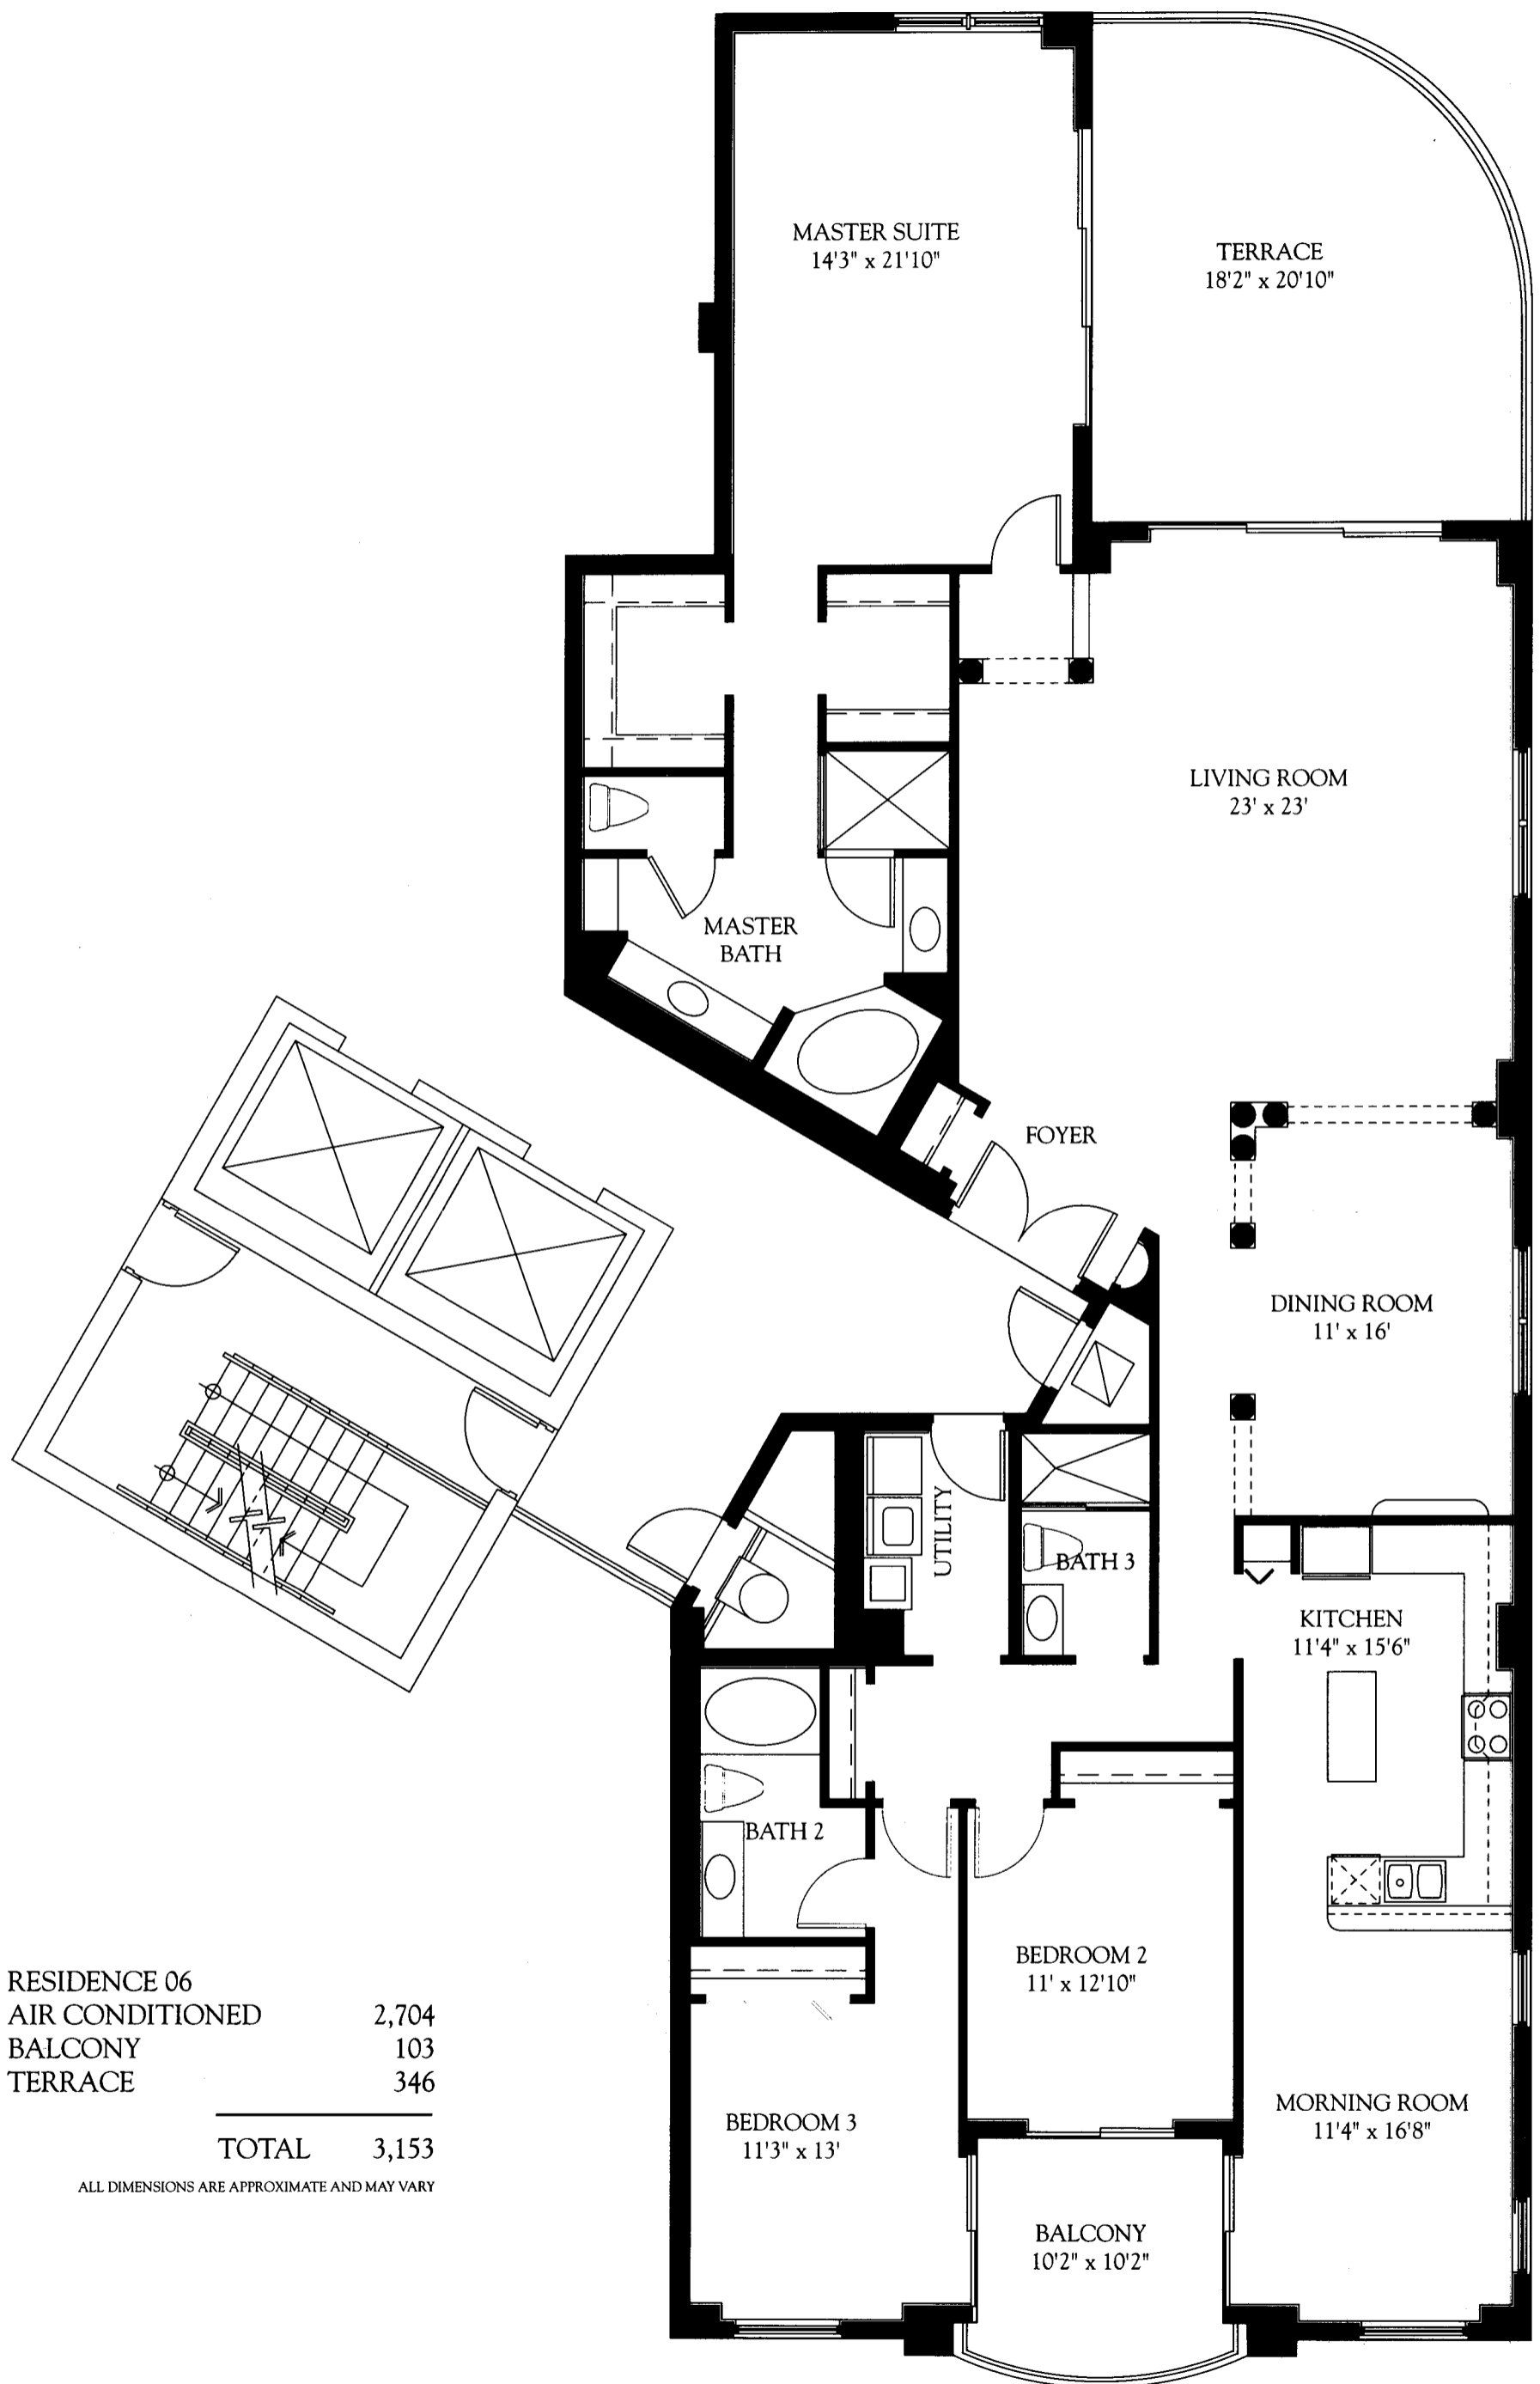 MASTER SUITE
14'3" x 21'10"
TERRACE
18'2" x 20'10"
LIVING ROOM
23' x 23'
MASTER
BATH
FOYER
DINING ROOM
11' x 16'
UTILITY
BATH 3
KITCHEN
11'4" x 15'6"
BATH 2
BEDROOM 2
11' x 12'10"
BEDROOM 3
11'3" x 13'
MORNING ROOM
11'4" x 16'8"
BALCONY
10'2" x 10'2"
RESIDENCE 06
AIR CONDITIONED 2,704
BALCONY 103
TERRACE 346
TOTAL 3,153
ALL DIMENSIONS ARE APPROXIMATE AND MAY VARY